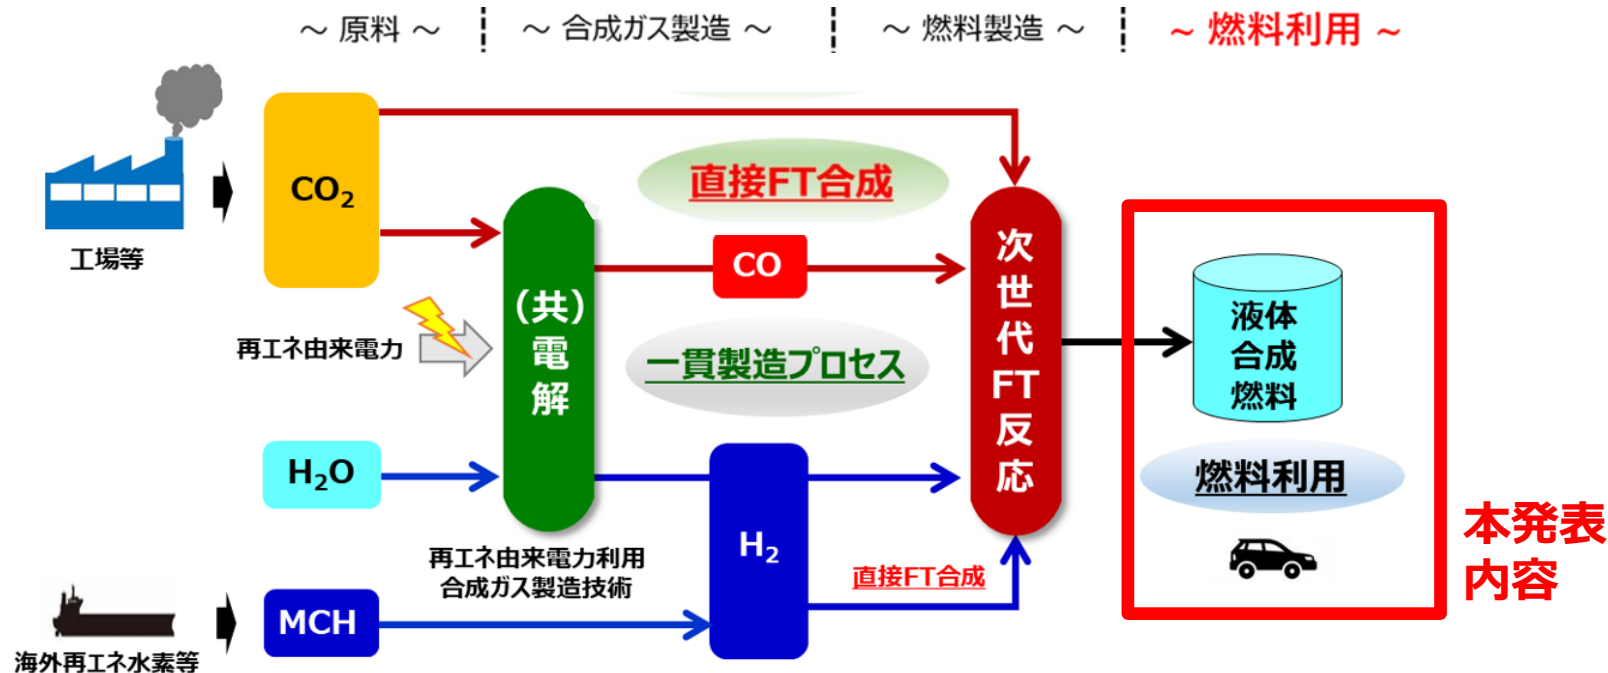 ～ 原料 ～
～ 合成ガス製造 ～
～ 燃料製造 ～
～ 燃料利用 ～
工場等
CO₂
直接FT合成
CO
再エネ由来電力
（共）
電
解
一貫製造プロセス
次
世
代
FT
反
応
液体
合成
燃料
燃料利用
H₂O
H₂
再エネ由来電力利用
合成ガス製造技術
直接FT合成
MCH
海外再エネ水素等
本発表
内容